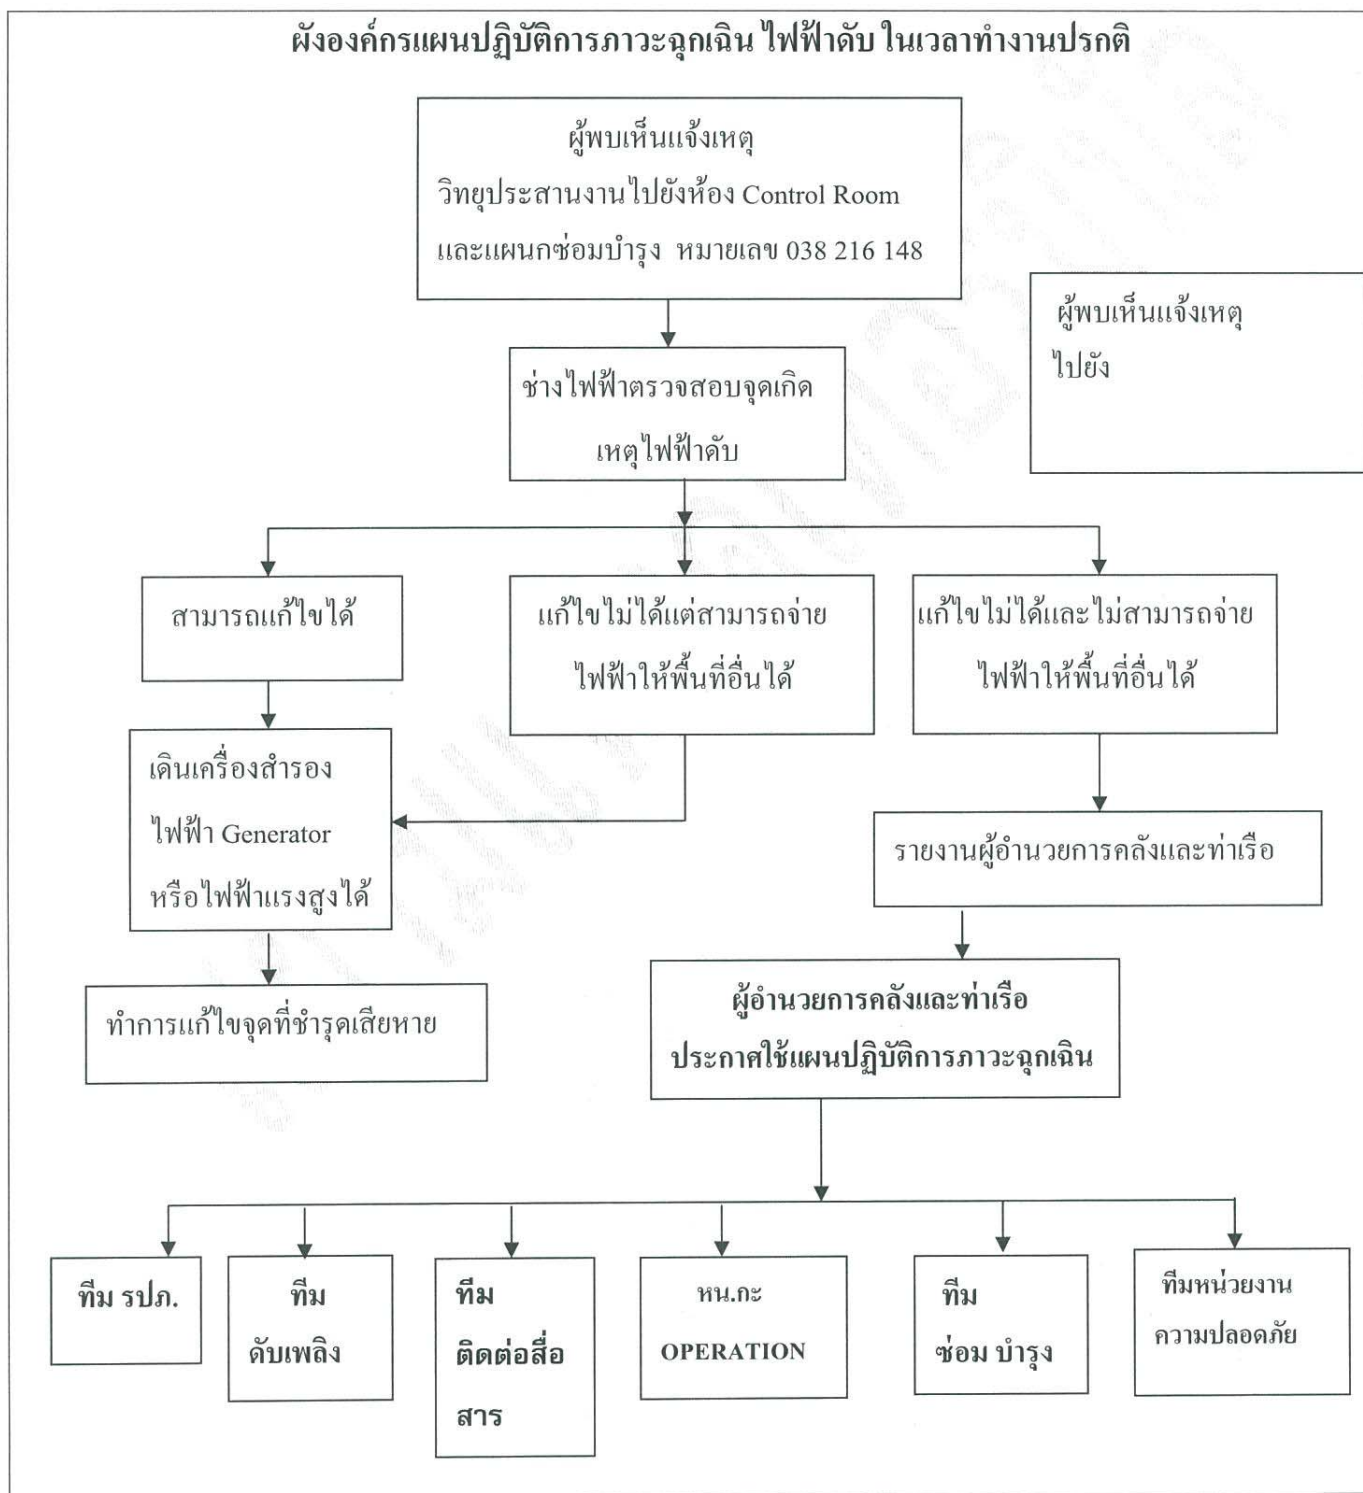 ผังองค์กรแผนปฏิบัติการภาวะฉุกเฉิน ไฟฟ้าดับ ในเวลาทำงานปรกติ
ผู้พบเห็นแจ้งเหตุ
วิทยุประสานงานไปยังห้อง Control Room
และแผนกซ่อมบำรุง หมายเลข 038 216 148
ผู้พบเห็นแจ้งเหตุ
ไปยัง
ช่างไฟฟ้าตรวจสอบจุดเกิด
เหตุไฟฟ้าดับ
สามารถแก้ไขได้
แก้ไขไม่ได้แต่สามารถจ่าย
ไฟฟ้าให้พื้นที่อื่นได้
แก้ไขไม่ได้และไม่สามารถจ่าย
ไฟฟ้าให้พื้นที่อื่นได้
เดินเครื่องสำรอง
ไฟฟ้า Generator
หรือไฟฟ้าแรงสูงได้
รายงานผู้อำนวยการคลังและท่าเรือ
ทำการแก้ไขจุดที่ชำรุดเสียหาย
ผู้อำนวยการคลังและท่าเรือ
ประกาศใช้แผนปฏิบัติการภาวะฉุกเฉิน
ทีม รปภ.
ทีม
ดับเพลิง
ทีม
ติดต่อสื่อ
สาร
หน.กะ
OPERATION
ทีม
ซ่อม บำรุง
ทีมหน่วยงาน
ความปลอดภัย